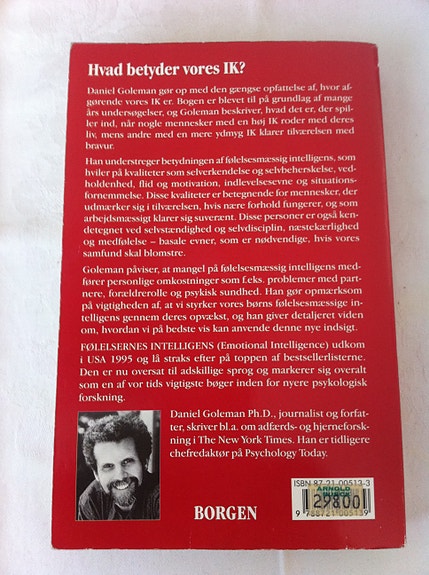 Hvad betyder vores IK?
Daniel Goleman gør op med den gængse opfattelse af, hvor af-
gørende vores IK er. Bogen er blevet til på grundlag af mange
års undersøgelser, og Goleman beskriver, hvad der, der spil-
ler ind, når nogle mennesker med en høj IK roder med deres
liv, mens andre med en mere ydmyg IK klarer tilværelsen med
bravur.
Han understreger betydningen af følelsesmæssig intelligens, som
hviler på kvaliteter som selverkendelse og selvbeherskelse, ved-
holdenhed, flid og motivation, indlevelsesevne og situations-
fornemmelse. Disse kvaliteter er betegnende for mennesker, der
udmærker sig i tilværelsen, hvis nære forhold fungerer, og som
arbejdsmæssigt klarer sig suverænt. Disse personer er også ken-
detegnet ved selvstændighed og selvdisciplin, næstekærlighed
og medfølelse – basale evner, som er nødvendige, hvis vores
samfund skal blomstre.
Goleman påviser, at mangel på følelsesmæssig intelligens med-
fører personlige omkostninger som f.eks. problemer med part-
nere, forældrerolle og psykisk sundhed. Han gør opmærksom
på vigtigheden af, at vi styrker vores børns følelsesmæssige in-
telligens gennem deres opvækst, og han giver detaljeret viden
om, hvordan vi på bedste vis kan anvende denne nye indsigt.
FØLELSERNES INTELLIGENS (Emotional Intelligence) udkom
i USA 1995 og lå straks efter på toppen af bestsellerlisterne.
Den er nu oversat til adskillige sprog og markerer sig overalt
som en af vor tids vigtigste bøger inden for nyere psykologisk
forskning.
Daniel Goleman Ph.D., journalist og forfat-
ter, skriver bl.a. om adfærds- og hjerneforsk-
ning i The New York Times. Han er tidligere
chefredaktør på Psychology Today.
BORGEN
ISBN 87-21-00513-3
ARNOLD
298.00
9 788721 005139